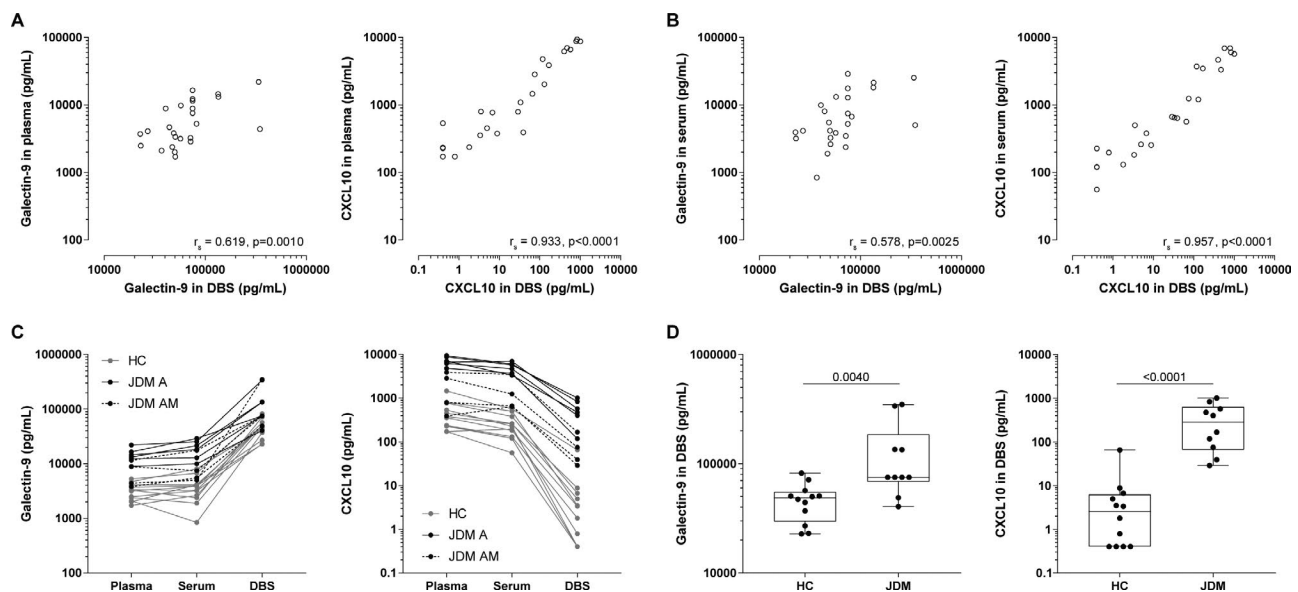 A
Galectin-9 in plasma (pg/mL)
100000
10000
1000
100
r_s = 0.619, p=0.0010
10000 100000 1000000
Galectin-9 in DBS (pg/mL)
CXCL10 in plasma (pg/mL)
100000
10000
1000
100
10
r_s = 0.933, p<0.0001
0.1 1 10 100 1000 10000
CXCL10 in DBS (pg/mL)
B
Galectin-9 in serum (pg/mL)
100000
10000
1000
100
r_s = 0.578, p=0.0025
10000 100000 1000000
Galectin-9 in DBS (pg/mL)
CXCL10 in serum (pg/mL)
10000
1000
100
10
r_s = 0.957, p<0.0001
0.1 1 10 100 1000 10000
CXCL10 in DBS (pg/mL)
C
Galectin-9 (pg/mL)
1000000
100000
10000
1000
100
HC
JDM A
JDM AM
Plasma Serum DBS
CXCL10 (pg/mL)
10000
1000
100
10
1
0.1
HC
JDM A
JDM AM
Plasma Serum DBS
D
Galectin-9 in DBS (pg/mL)
1000000
100000
10000
0.0040
HC JDM
CXCL10 in DBS (pg/mL)
10000
1000
100
10
1
0.1
<0.0001
HC JDM